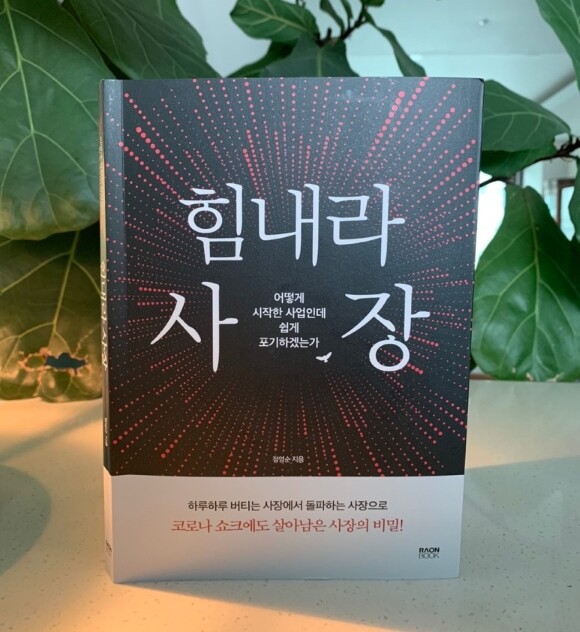 힘내라
사장
어떻게
시작한 사업인데
쉽게
포기하겠는가
정영순 지음
하루하루 버티는 사장에서 돌파하는 사장으로
코로나 쇼크에도 살아남은 사장의 비밀!
RAON
BOOK